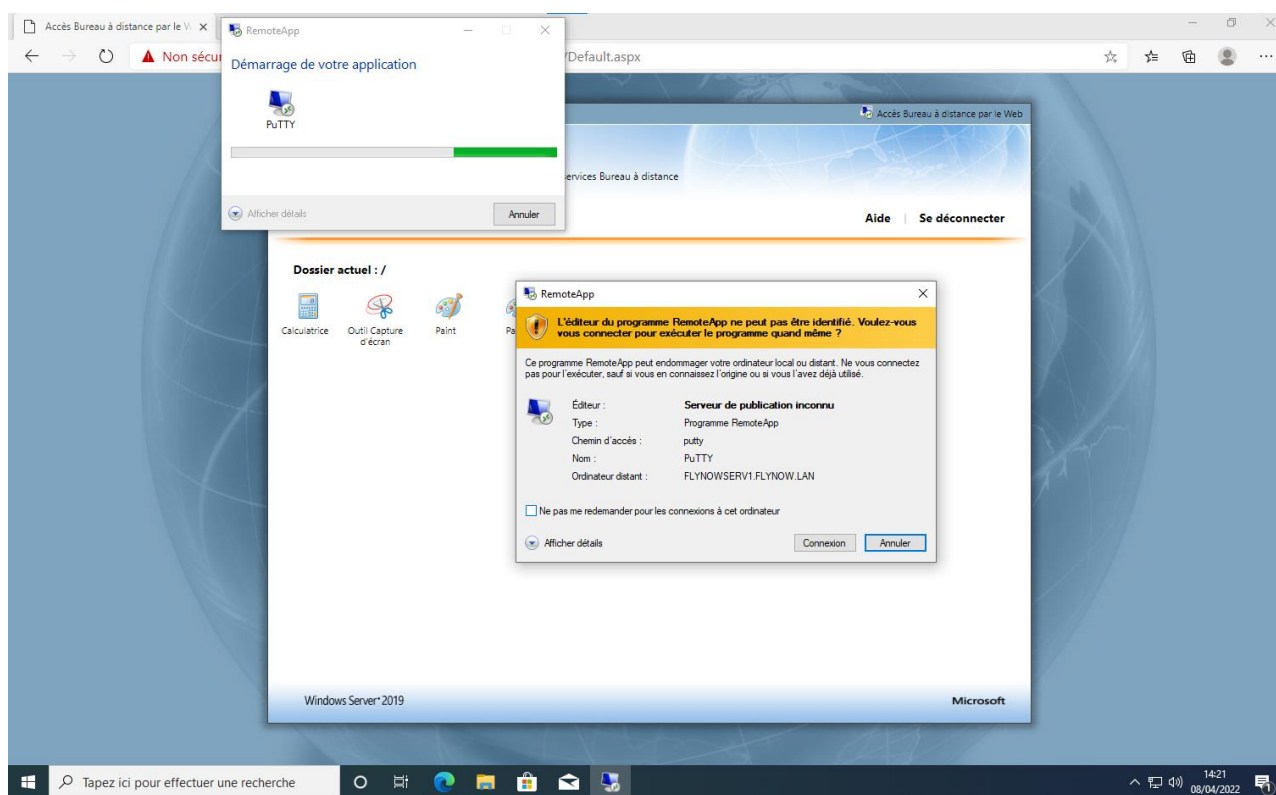 Accès Bureau à distance par le W
RemoteApp
Non sécur
/Default.aspx
Démarrage de votre application
PuTTY
Afficher détails
Annuler
Accès Bureau à distance par le Web
ervices Bureau à distance
Aide | Se déconnecter
Dossier actuel : /
Calculatrice
Outil Capture
d'écran
Paint
Pa
RemoteApp
L'éditeur du programme RemoteApp ne peut pas être identifié. Voulez-vous
vous connecter pour exécuter le programme quand même ?
Ce programme RemoteApp peut endommager votre ordinateur local ou distant. Ne vous connectez
pas pour l'exécuter, sauf si vous en connaissez l'origine ou si vous l'avez déjà utilisé.
Éditeur : Serveur de publication inconnu
Type : Programme RemoteApp
Chemin d'accès : putty
Nom : PuTTY
Ordinateur distant : FLYNOWSERV1.FLYNOW.LAN
Ne pas me redemander pour les connexions à cet ordinateur
Afficher détails
Connexion
Annuler
Windows Server 2019
Microsoft
Tapez ici pour effectuer une recherche
14:21
08/04/2022
1